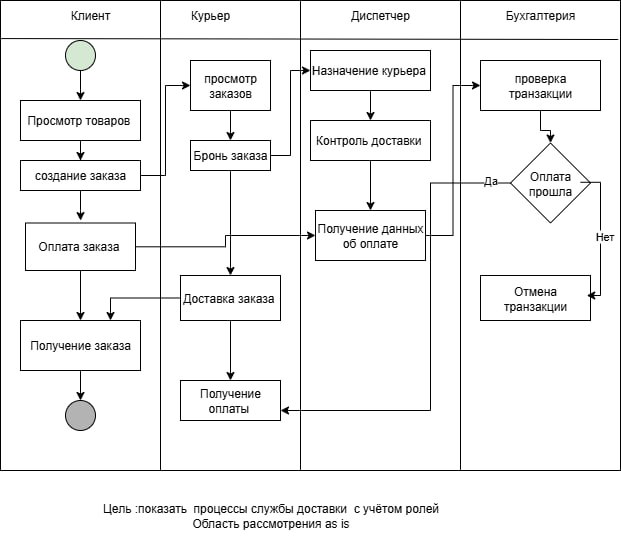 Клиент
Курьер
Диспетчер
Бухгалтерия
Просмотр товаров
создание заказа
Оплата заказа
Получение заказа
просмотр
заказов
Бронь заказа
Доставка заказа
Получение
оплаты
Назначение курьера
Контроль доставки
Получение данных
об оплате
проверка
транзакции
Оплата
прошла
Да
Нет
Отмена
транзакции
Цель :показать процессы службы доставки с учётом ролей
Область рассмотрения as is